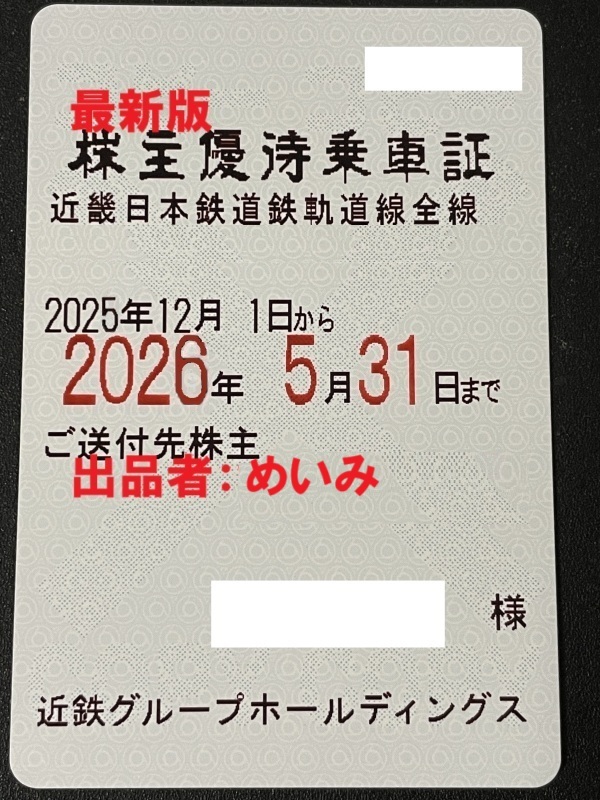 最新版
株主優待乗車証
近畿日本鉄道鉄軌道線全線
2025年12月 1日から
2026年 5月31日まで
ご送付先株主
出品者：めいみ
様
近鉄グループホールディングス